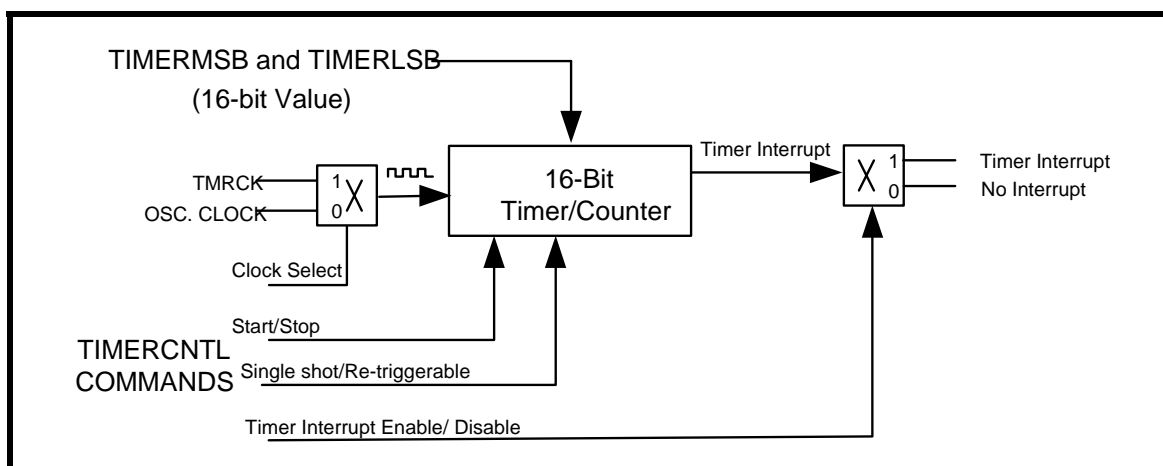 TIMERMSB and TIMERLSB
(16-bit Value)
TMRCK
OSC. CLOCK
1
0
Clock Select
16-Bit
Timer/Counter
Timer Interrupt
1
0
Timer Interrupt
No Interrupt
Start/Stop
TIMERCNTL
COMMANDS
Single shot/Re-triggerable
Timer Interrupt Enable/ Disable